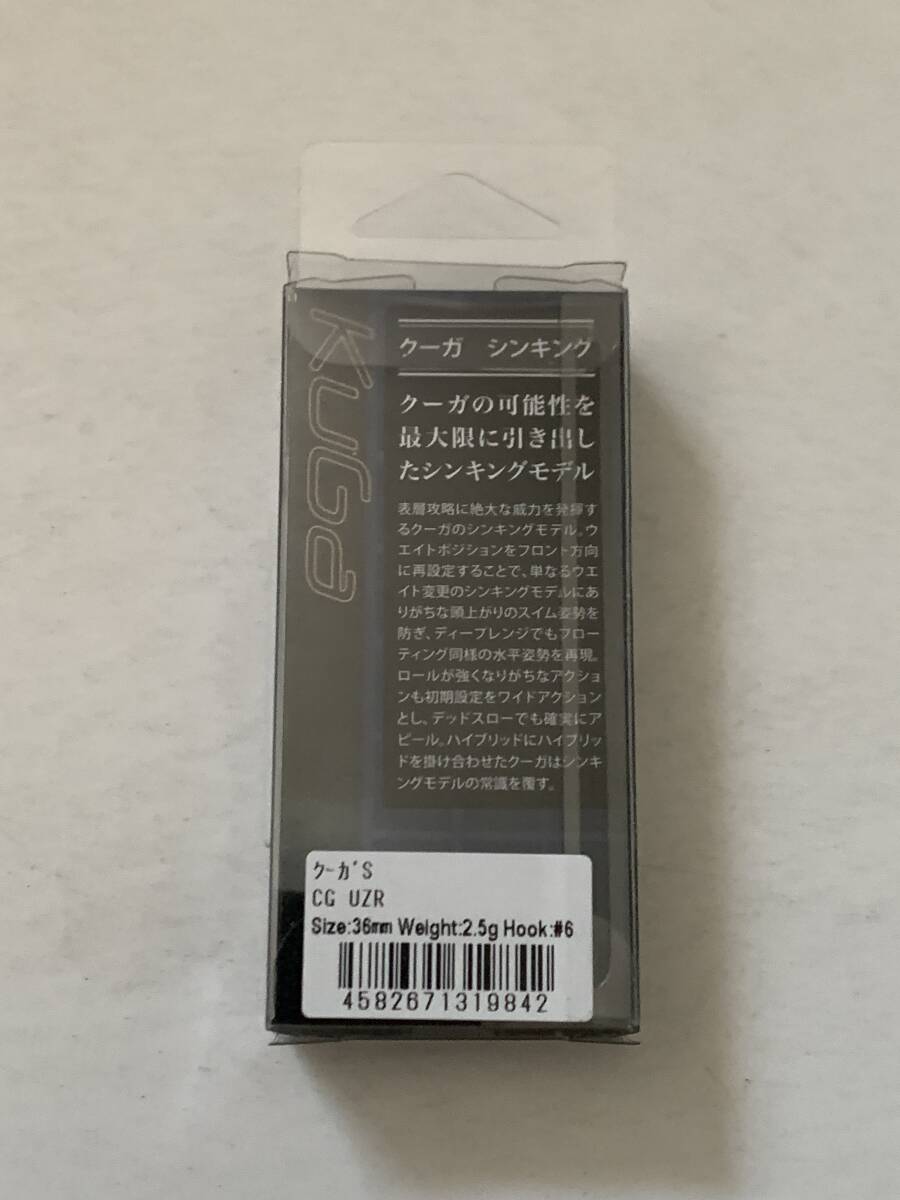 KUGa
クーガ シンキング
クーガの可能性を
最大限に引き出し
たシンキングモデル
表層攻略に絶大な威力を発揮す
るクーガのシンキングモデル。ウ
エイトポジションをフロント方向
に再設定することで、単なるウエ
イト変更のシンキングモデルにあ
りがちな頭上がりのスイム姿勢を
防ぎ、ディープレンジでもフロー
ティング同様の水平姿勢を再現。
ロールが強くなりがちなアクショ
ンも初期設定をワイドアクション
とし、デッドスローでも確実にア
ピール。ハイブリッドにハイブリッ
ドを掛け合わせたクーガはシンキ
ングモデルの常識を覆す。
ｸｰｶﾞS
CG UZR
Size:36mm Weight:2.5g Hook:#6
4582671319842